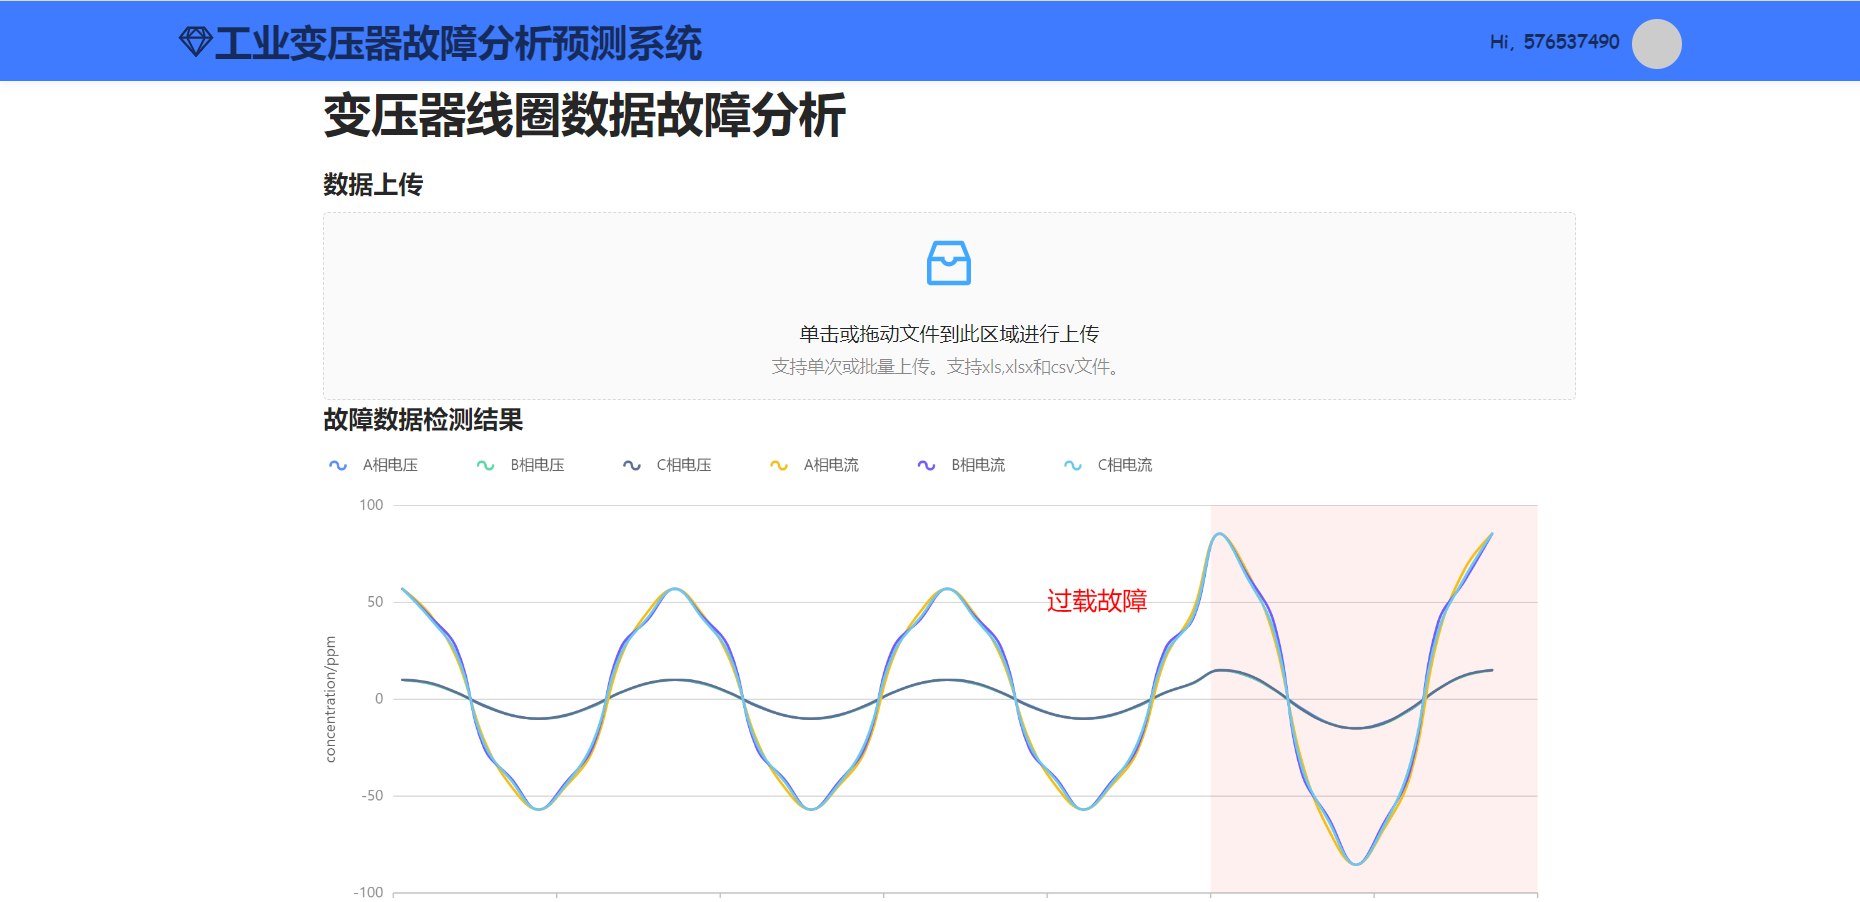 工业变压器故障分析预测系统
Hi，576537490
变压器线圈数据故障分析
数据上传
单击或拖动文件到此区域进行上传
支持单次或批量上传。支持xls,xlsx和csv文件。
故障数据检测结果
A相电压 B相电压 C相电压 A相电流 B相电流 C相电流
100
50
0
-50
-100
concentration/ppm
过载故障